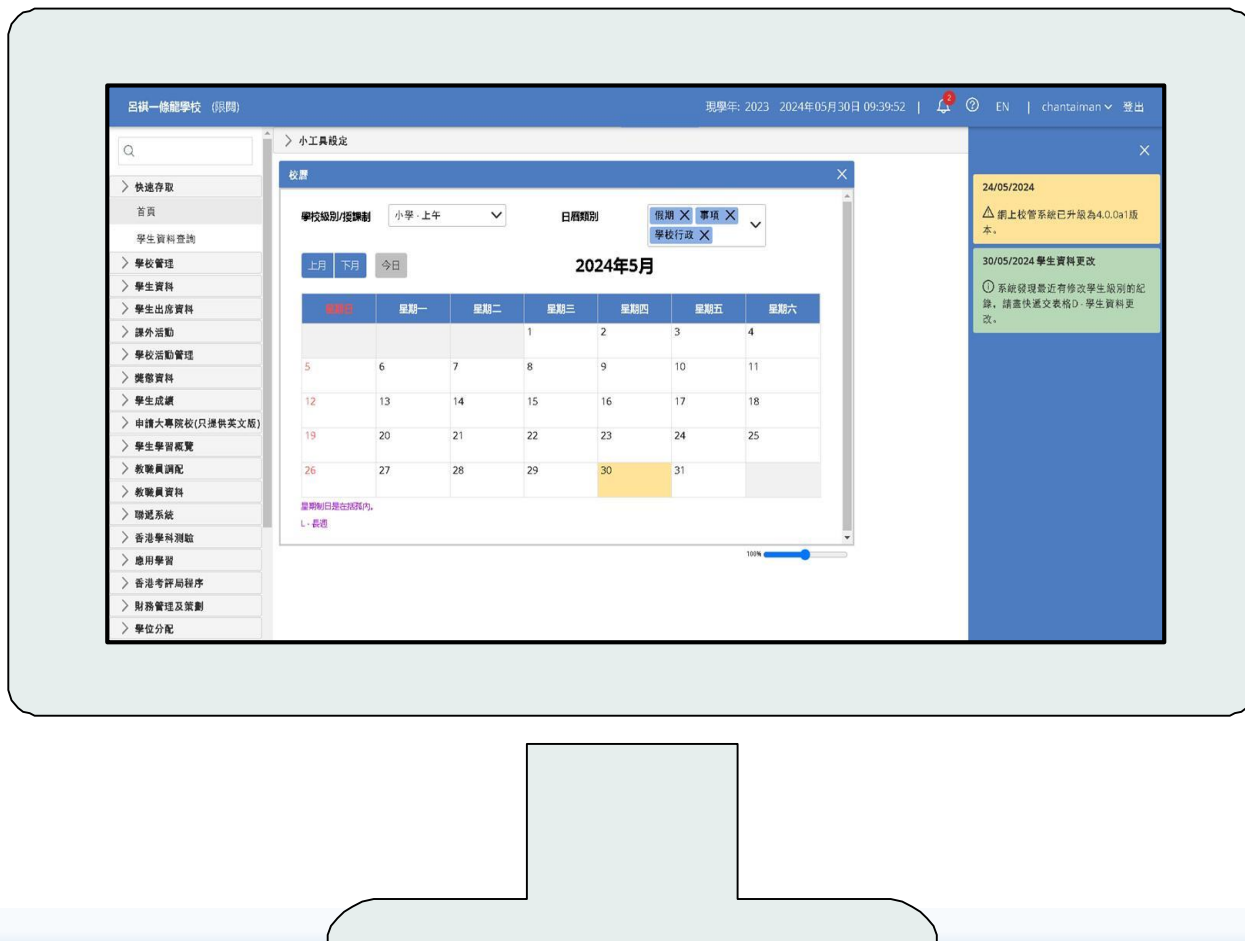 呂祺一條龍學校 (限閱)
現學年: 2023 2024年05月30日 09:39:52 | 2 EN | chantaiman 登出
小工具設定
快速存取
首頁
學生資料查詢
學校管理
學生資料
學生出席資料
課外活動
學校活動管理
獎懲資料
學生成績
申請大專院校(只提供英文版)
學生學習概覽
教職員調配
教職員資料
聯遞系統
香港學科測驗
應用學習
香港考評局程序
財務管理及策劃
學位分配
校曆
學校級別/授課制 小學 - 上午 日曆類別 假期 事項
學校行政
上月 下月 今日 2024年5月
星期日 星期一 星期二 星期三 星期四 星期五 星期六
1 2 3 4
5 6 7 8 9 10 11
12 13 14 15 16 17 18
19 20 21 22 23 24 25
26 27 28 29 30 31
星期制日是在括孤內。
L - 長週
100%
24/05/2024
網上校管系統已升級為4.0.0a1版
本。
30/05/2024 學生資料更改
系統發現最近有修改學生級別的紀
錄，請盡快遞交表格D - 學生資料更
改。